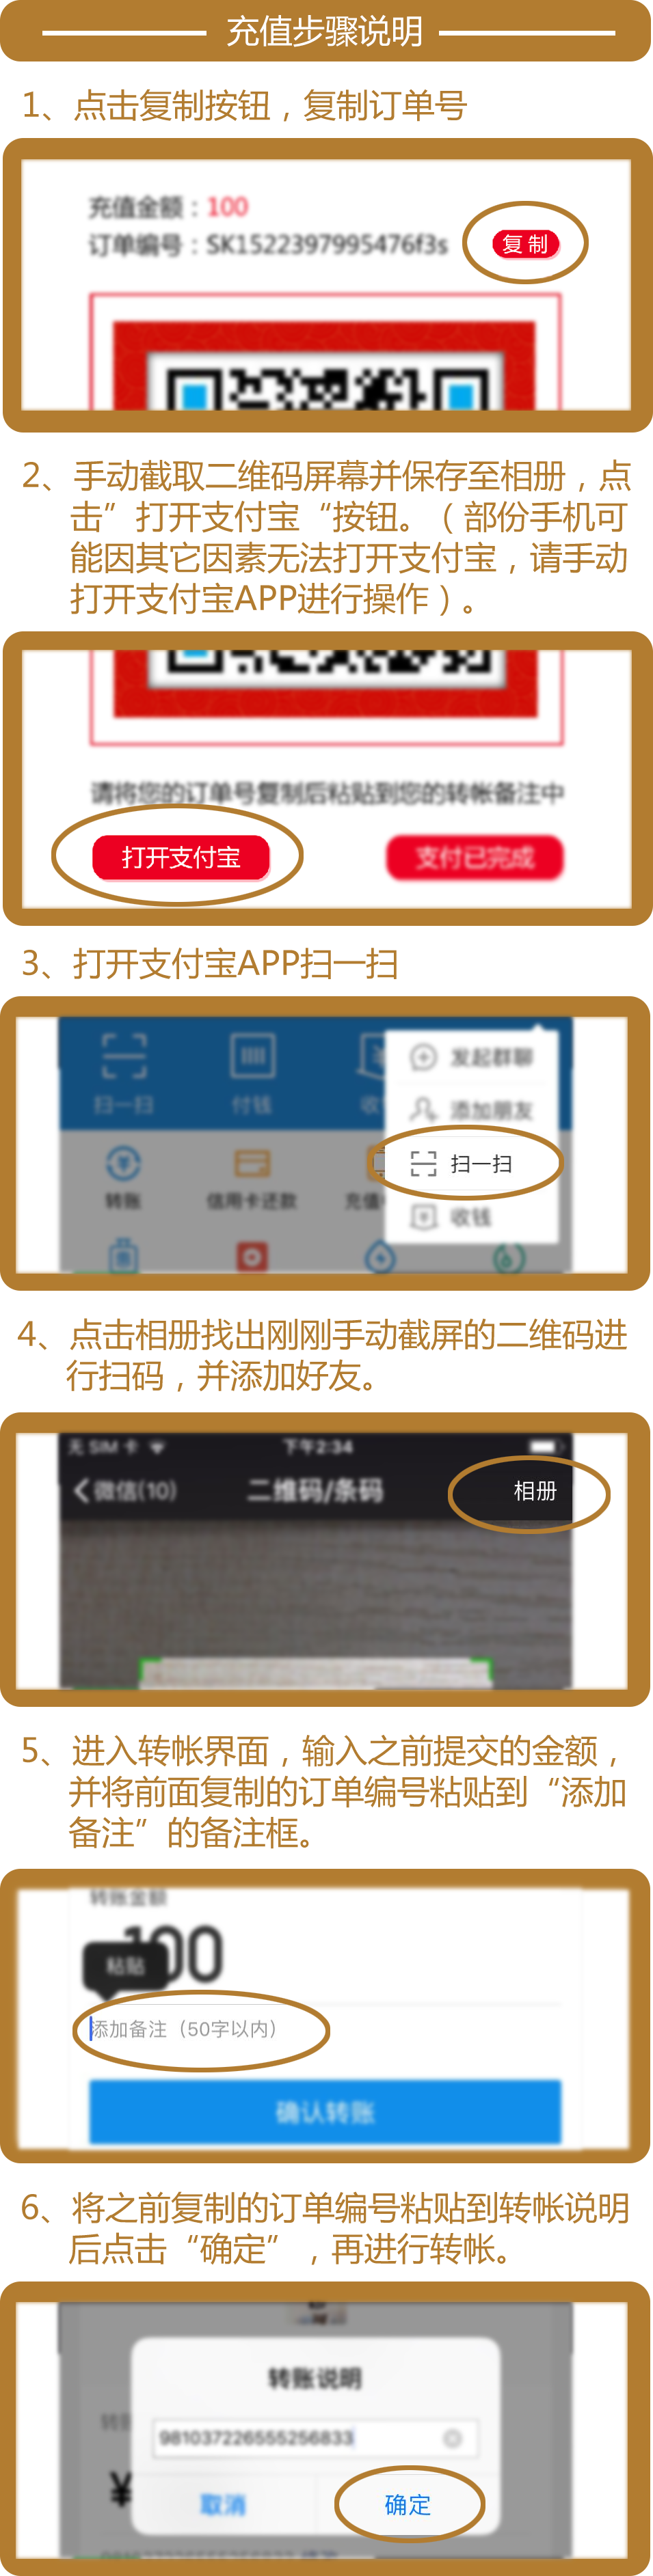 充值步骤说明
1、点击复制按钮，复制订单号
充值金额：100
订单编号：SK1522397995476f3s
复制
2、手动截取二维码屏幕并保存至相册，点
击”打开支付宝“按钮。（部份手机可
能因其它因素无法打开支付宝，请手动
打开支付宝APP进行操作）。
请将您的订单号复制后粘贴到您的转帐备注中
打开支付宝 支付已完成
3、打开支付宝APP扫一扫
发起群聊
扫一扫 付钱 收
添加朋友
扫一扫
转账 信用卡还款 充值
收钱
4、点击相册找出刚刚手动截屏的二维码进
行扫码，并添加好友。
无 SIM 卡 下午2:34
微信(10) 二维码/条码 相册
5、进入转帐界面，输入之前提交的金额，
并将前面复制的订单编号粘贴到“添加
备注”的备注框。
转账金额
100
粘贴
添加备注（50字以内）
确认转账
6、将之前复制的订单编号粘贴到转帐说明
后点击“确定”，再进行转帐。
转账说明
转账
981037226555256833
¥
取消 确定